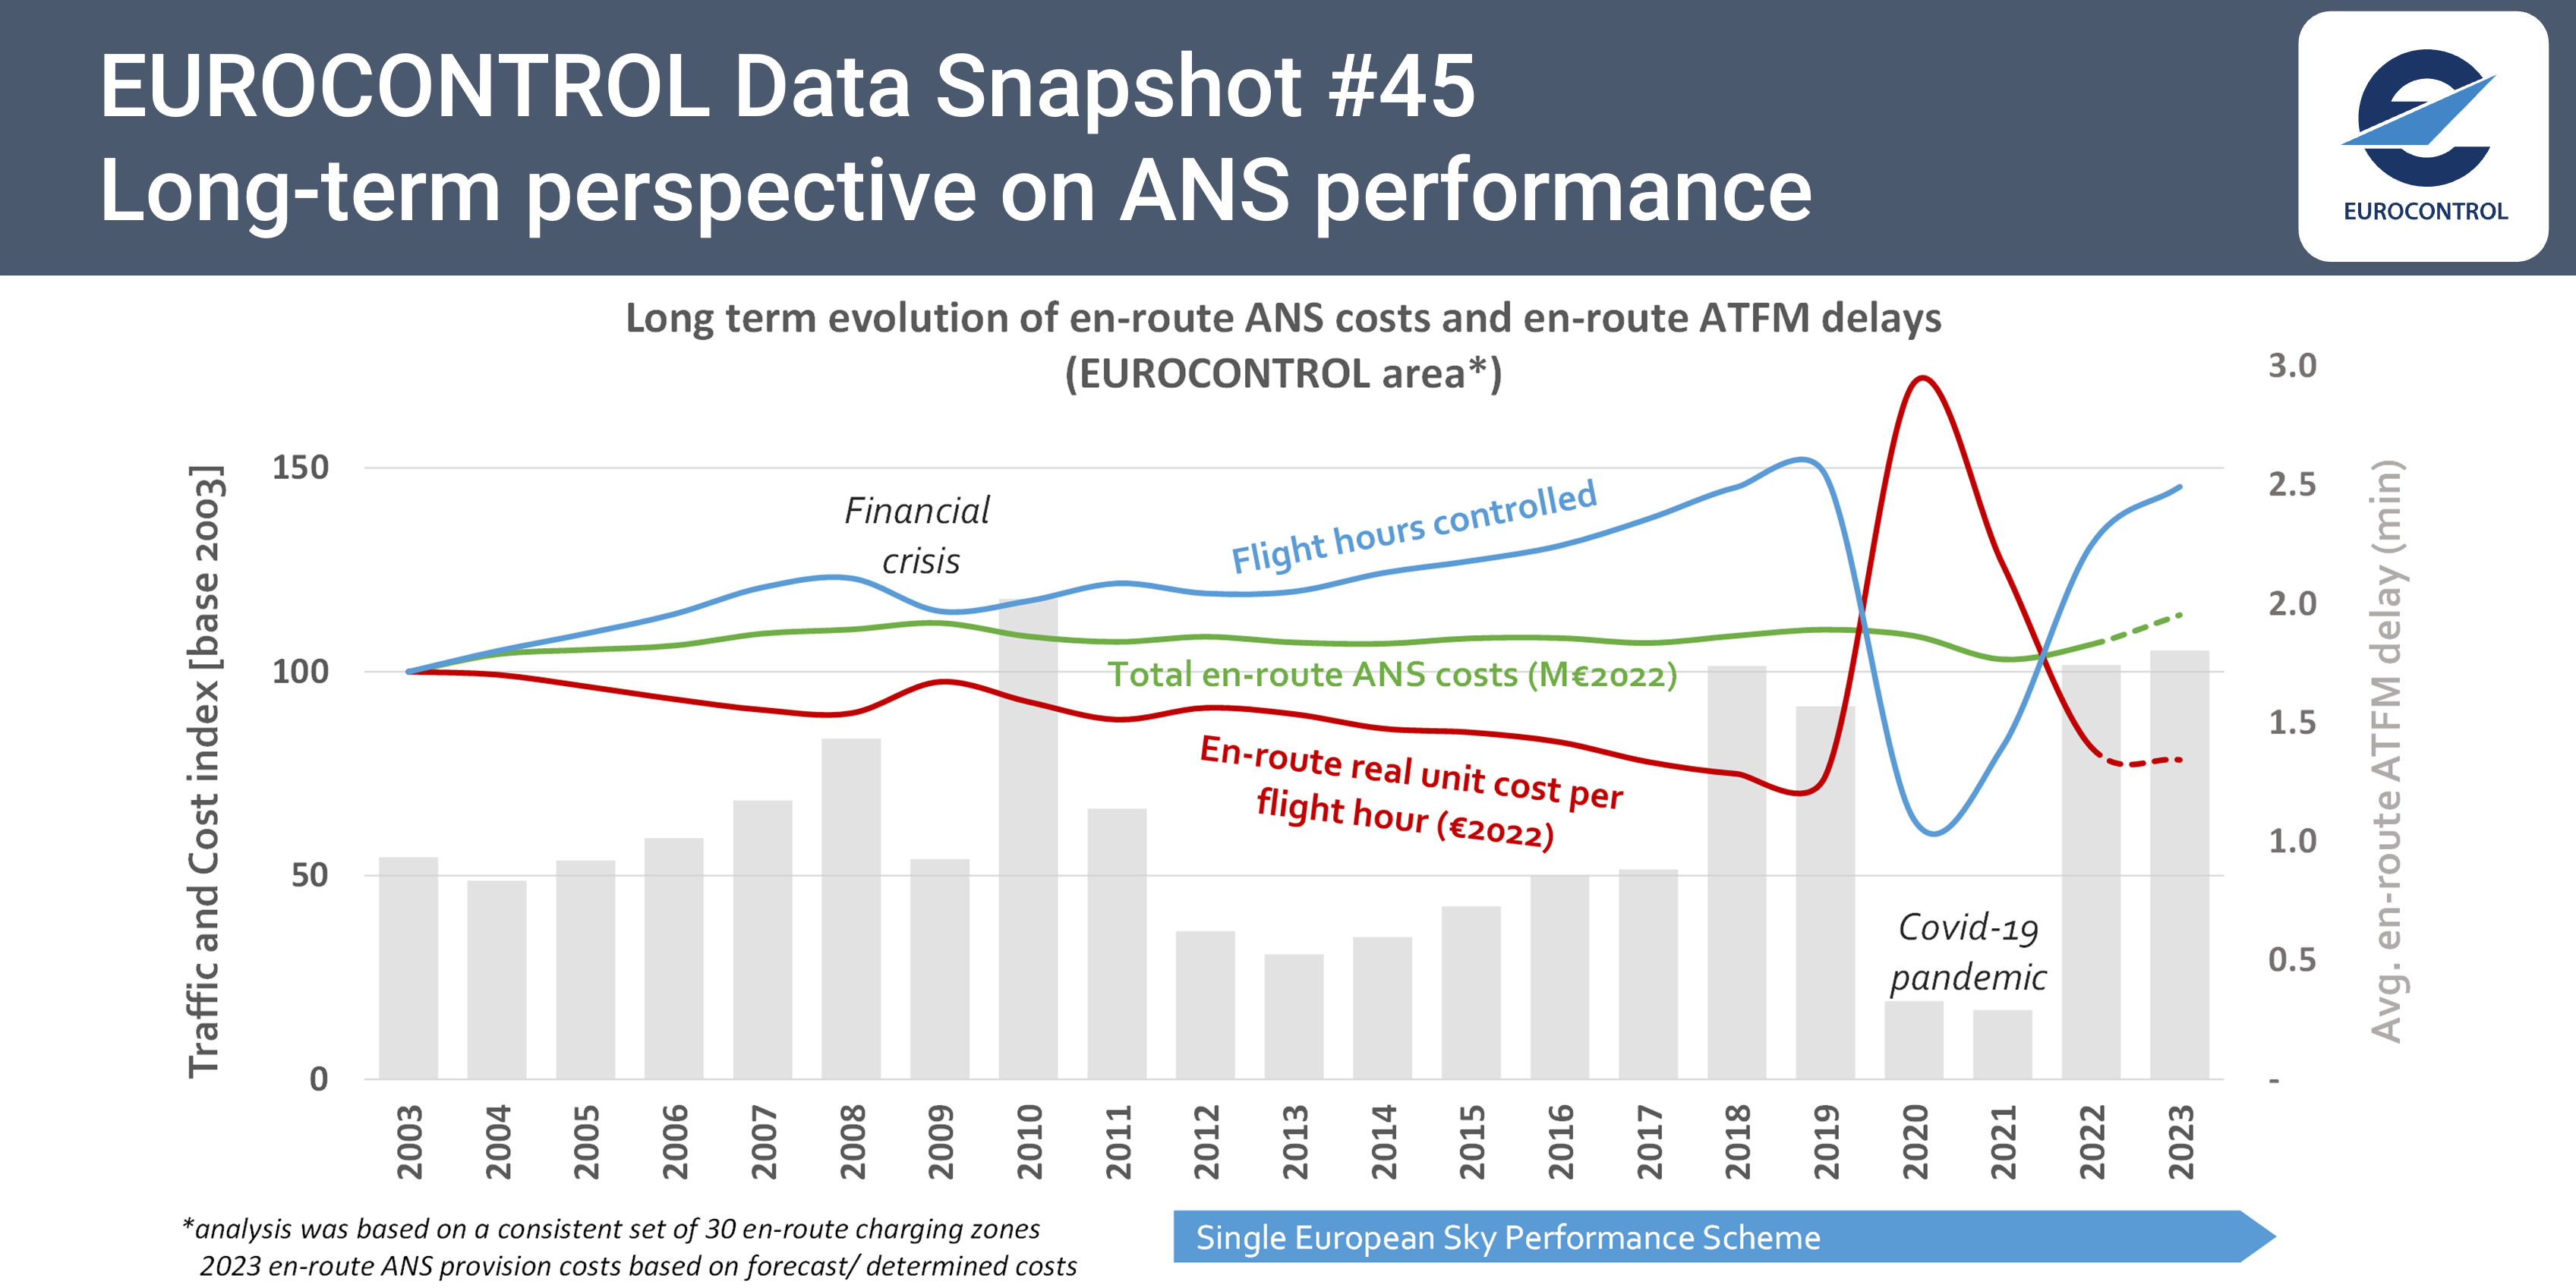 EUROCONTROL Data Snapshot #45
Long-term perspective on ANS performance
EUROCONTROL
Long term evolution of en-route ANS costs and en-route ATFM delays
(EUROCONTROL area*)
Traffic and Cost index [base 2003]
150
100
50
0
Financial
crisis
Flight hours controlled
Total en-route ANS costs (M€2022)
En-route real unit cost per
flight hour (€2022)
Covid-19
pandemic
3.0
2.5
2.0
1.5
1.0
0.5
-
Avg. en-route ATFM delay (min)
2003
2004
2005
2006
2007
2008
2009
2010
2011
2012
2013
2014
2015
2016
2017
2018
2019
2020
2021
2022
2023
*analysis was based on a consistent set of 30 en-route charging zones
2023 en-route ANS provision costs based on forecast/ determined costs
Single European Sky Performance Scheme